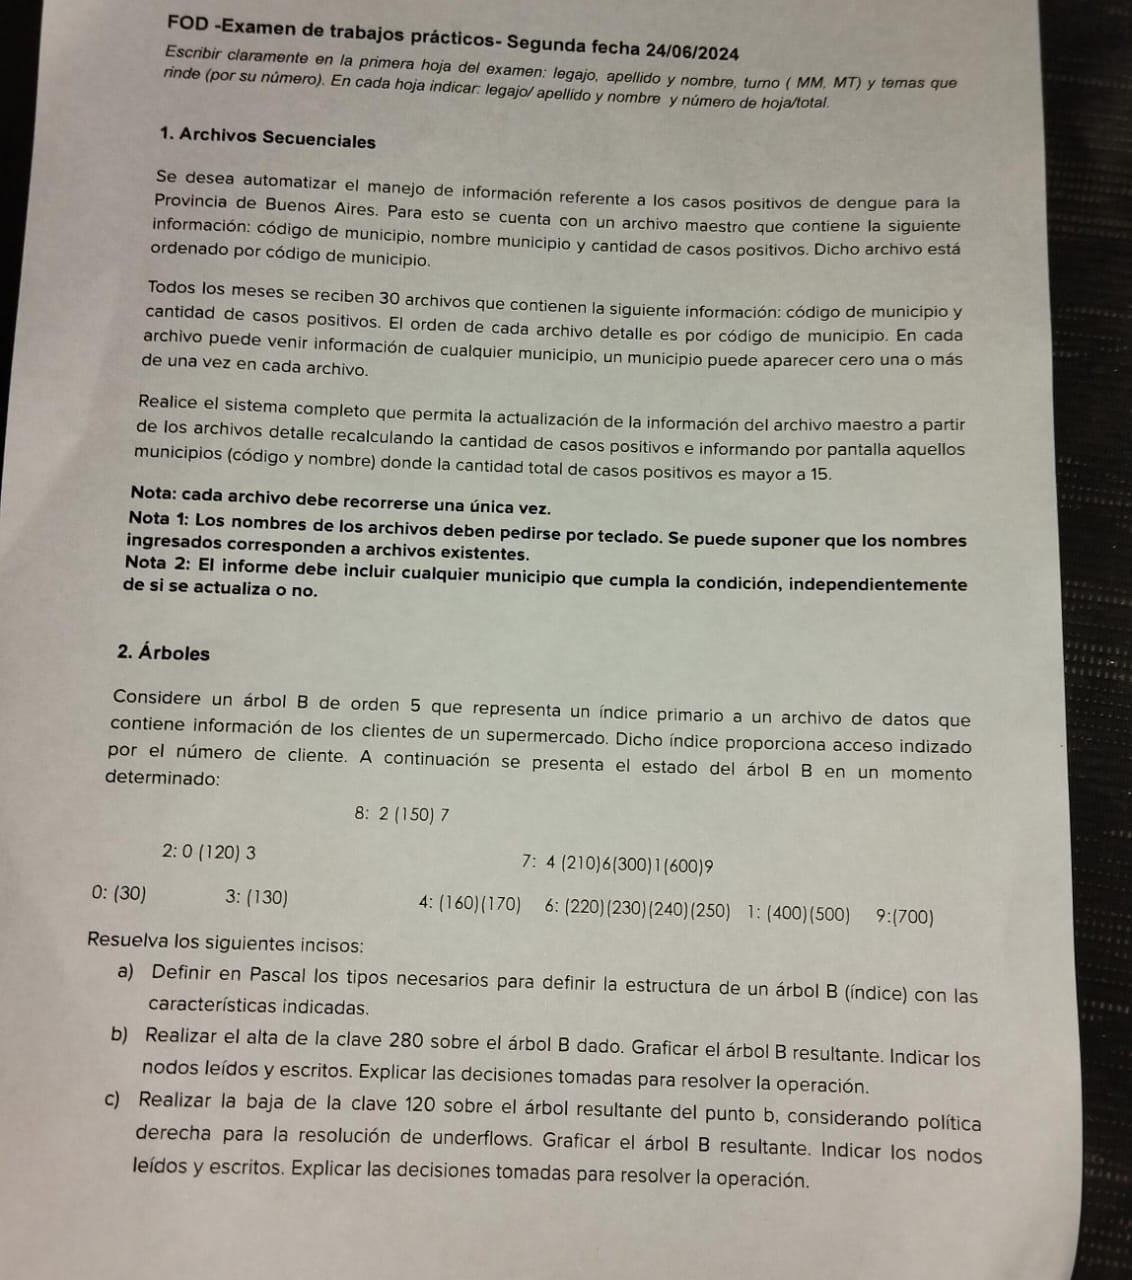 FOD -Examen de trabajos prácticos- Segunda fecha 24/06/2024
Escribir claramente en la primera hoja del examen: legajo, apellido y nombre, turno ( MM, MT) y temas que
rinde (por su número). En cada hoja indicar: legajo/ apellido y nombre y número de hoja/total.
1. Archivos Secuenciales
Se desea automatizar el manejo de información referente a los casos positivos de dengue para la
Provincia de Buenos Aires. Para esto se cuenta con un archivo maestro que contiene la siguiente
información: código de municipio, nombre municipio y cantidad de casos positivos. Dicho archivo está
ordenado por código de municipio.
Todos los meses se reciben 30 archivos que contienen la siguiente información: código de municipio y
cantidad de casos positivos. El orden de cada archivo detalle es por código de municipio. En cada
archivo puede venir información de cualquier municipio, un municipio puede aparecer cero una o más
de una vez en cada archivo.
Realice el sistema completo que permita la actualización de la información del archivo maestro a partir
de los archivos detalle recalculando la cantidad de casos positivos e informando por pantalla aquellos
municipios (código y nombre) donde la cantidad total de casos positivos es mayor a 15.
Nota: cada archivo debe recorrerse una única vez.
Nota 1: Los nombres de los archivos deben pedirse por teclado. Se puede suponer que los nombres
ingresados corresponden a archivos existentes.
Nota 2: El informe debe incluir cualquier municipio que cumpla la condición, independientemente
de si se actualiza o no.
2. Árboles
Considere un árbol B de orden 5 que representa un índice primario a un archivo de datos que
contiene información de los clientes de un supermercado. Dicho índice proporciona acceso indizado
por el número de cliente. A continuación se presenta el estado del árbol B en un momento
determinado:
8: 2 (150) 7
2: 0 (120) 3 7: 4 (210)6(300)1(600)9
0: (30) 3: (130) 4: (160)(170) 6: (220)(230)(240)(250) 1: (400)(500) 9:(700)
Resuelva los siguientes incisos:
a) Definir en Pascal los tipos necesarios para definir la estructura de un árbol B (índice) con las
características indicadas.
b) Realizar el alta de la clave 280 sobre el árbol B dado. Graficar el árbol B resultante. Indicar los
nodos leídos y escritos. Explicar las decisiones tomadas para resolver la operación.
c) Realizar la baja de la clave 120 sobre el árbol resultante del punto b, considerando política
derecha para la resolución de underflows. Graficar el árbol B resultante. Indicar los nodos
leídos y escritos. Explicar las decisiones tomadas para resolver la operación.